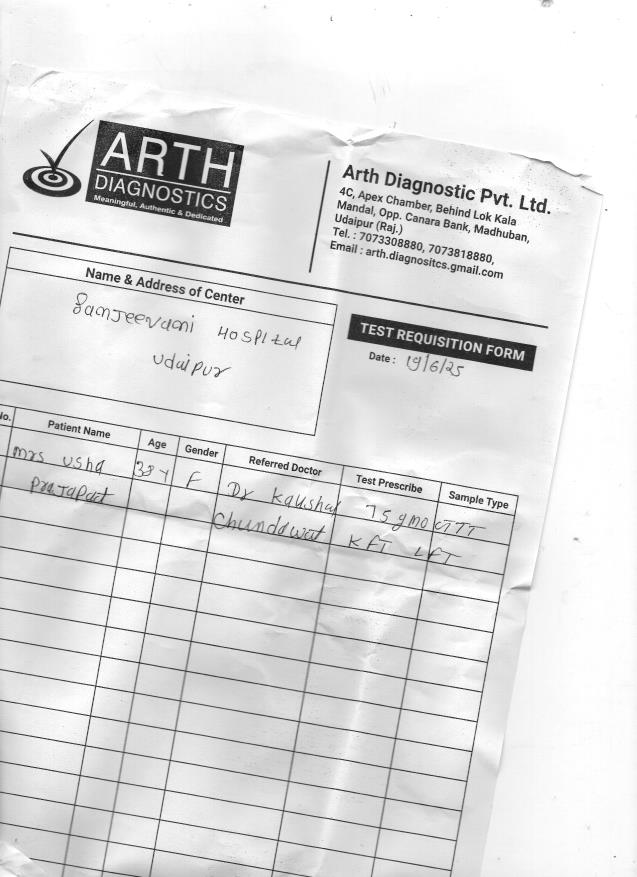 ARTH
DIAGNOSTICS
Meaningful, Authentic & Dedicated
Arth Diagnostic Pvt. Ltd.
4C, Apex Chamber, Behind Lok Kala
Mandal, Opp. Canara Bank, Madhuban,
Udaipur (Raj.)
Tel. : 7073308880, 7073818880,
Email : arth.diagnositcs.gmail.com
Name & Address of Center
Sanjeevani Hospital
Udaipur
TEST REQUISITION FORM
Date : 19/6/25
No. Patient Name Age Gender Referred Doctor Test Prescribe Sample Type
Mrs Usha 38 Y F Dr Kaushal 75 gm GTT
Prajapat Chundawat KFT LFT